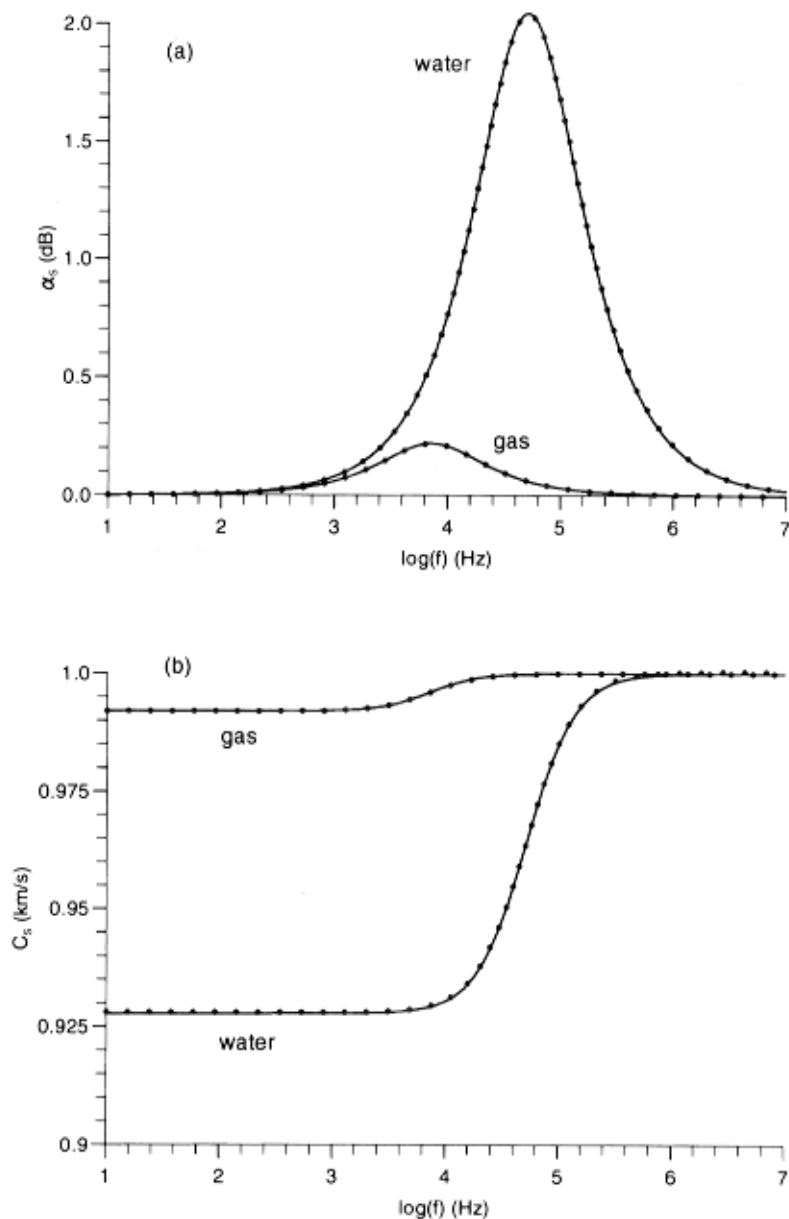 (a)
water
gas
αs (dB)
2.0
1.5
1.0
0.5
0.0
1 2 3 4 5 6 7
log(f) (Hz)
(b)
gas
water
Cs (km/s)
1.0
0.975
0.95
0.925
0.9
1 2 3 4 5 6 7
log(f) (Hz)